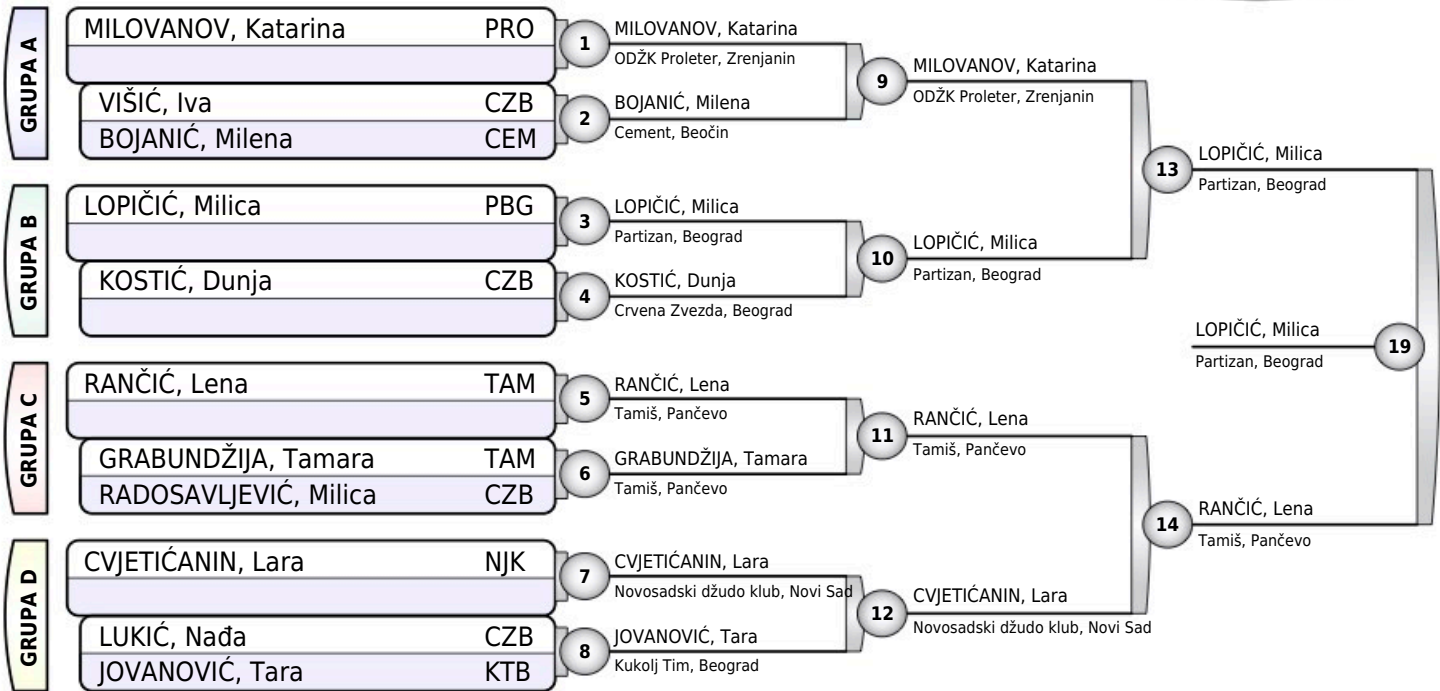 GRUPA A
MILOVANOV, Katarina PRO
VIŠIĆ, Iva CZB
BOJANIĆ, Milena CEM
GRUPA B
LOPIČIĆ, Milica PBG
KOSTIĆ, Dunja CZB
GRUPA C
RANČIĆ, Lena TAM
GRABUNDŽIJA, Tamara TAM
RADOSAVLJEVIĆ, Milica CZB
GRUPA D
CVJETIĆANIN, Lara NJK
LUKIĆ, Nađa CZB
JOVANOVIĆ, Tara KTB
1
MILOVANOV, Katarina
ODŽK Proleter, Zrenjanin
2
BOJANIĆ, Milena
Cement, Beočin
3
LOPIČIĆ, Milica
Partizan, Beograd
4
KOSTIĆ, Dunja
Crvena Zvezda, Beograd
5
RANČIĆ, Lena
Tamiš, Pančevo
6
GRABUNDŽIJA, Tamara
Tamiš, Pančevo
7
CVJETIĆANIN, Lara
Novosadski džudo klub, Novi Sad
8
JOVANOVIĆ, Tara
Kukolj Tim, Beograd
9
MILOVANOV, Katarina
ODŽK Proleter, Zrenjanin
10
LOPIČIĆ, Milica
Partizan, Beograd
11
RANČIĆ, Lena
Tamiš, Pančevo
12
CVJETIĆANIN, Lara
Novosadski džudo klub, Novi Sad
13
LOPIČIĆ, Milica
Partizan, Beograd
14
RANČIĆ, Lena
Tamiš, Pančevo
LOPIČIĆ, Milica
Partizan, Beograd
19